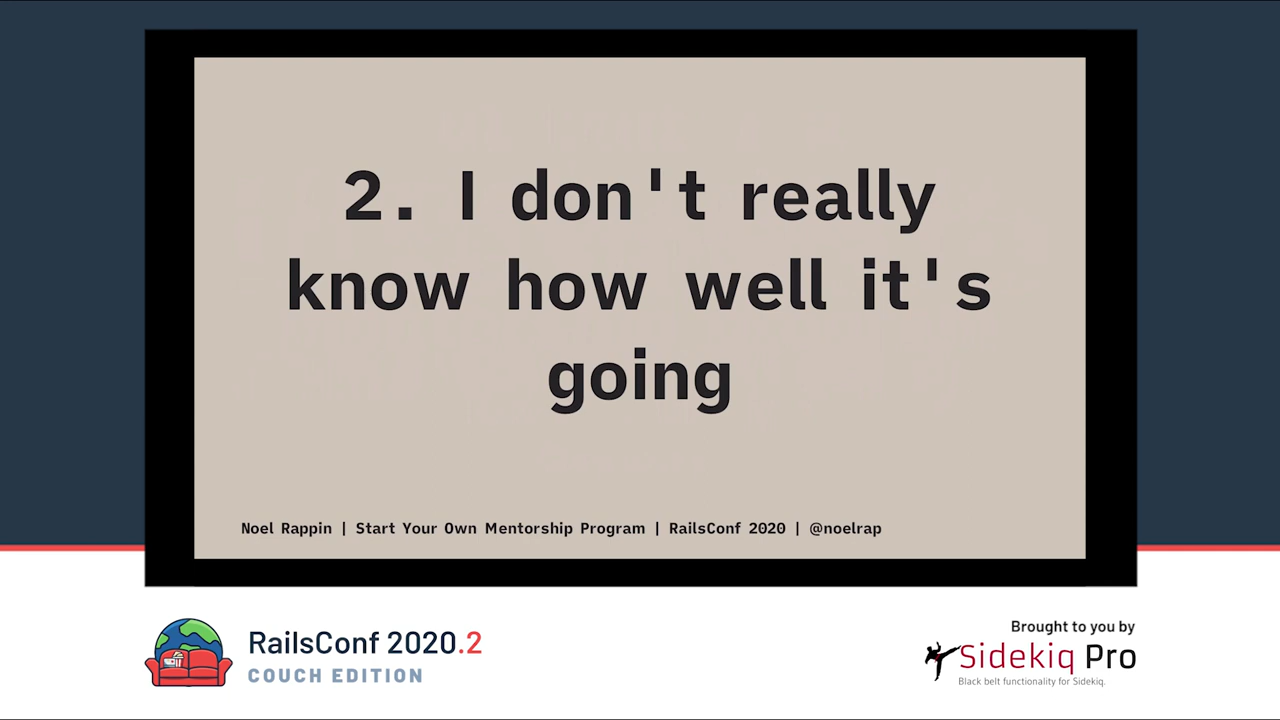 2. I don't really
know how well it's
going
Noel Rappin | Start Your Own Mentorship Program | RailsConf 2020 | @noelrap
RailsConf 2020.2
COUCH EDITION
Brought to you by
Sidekiq Pro
Black belt functionality for Sidekiq.